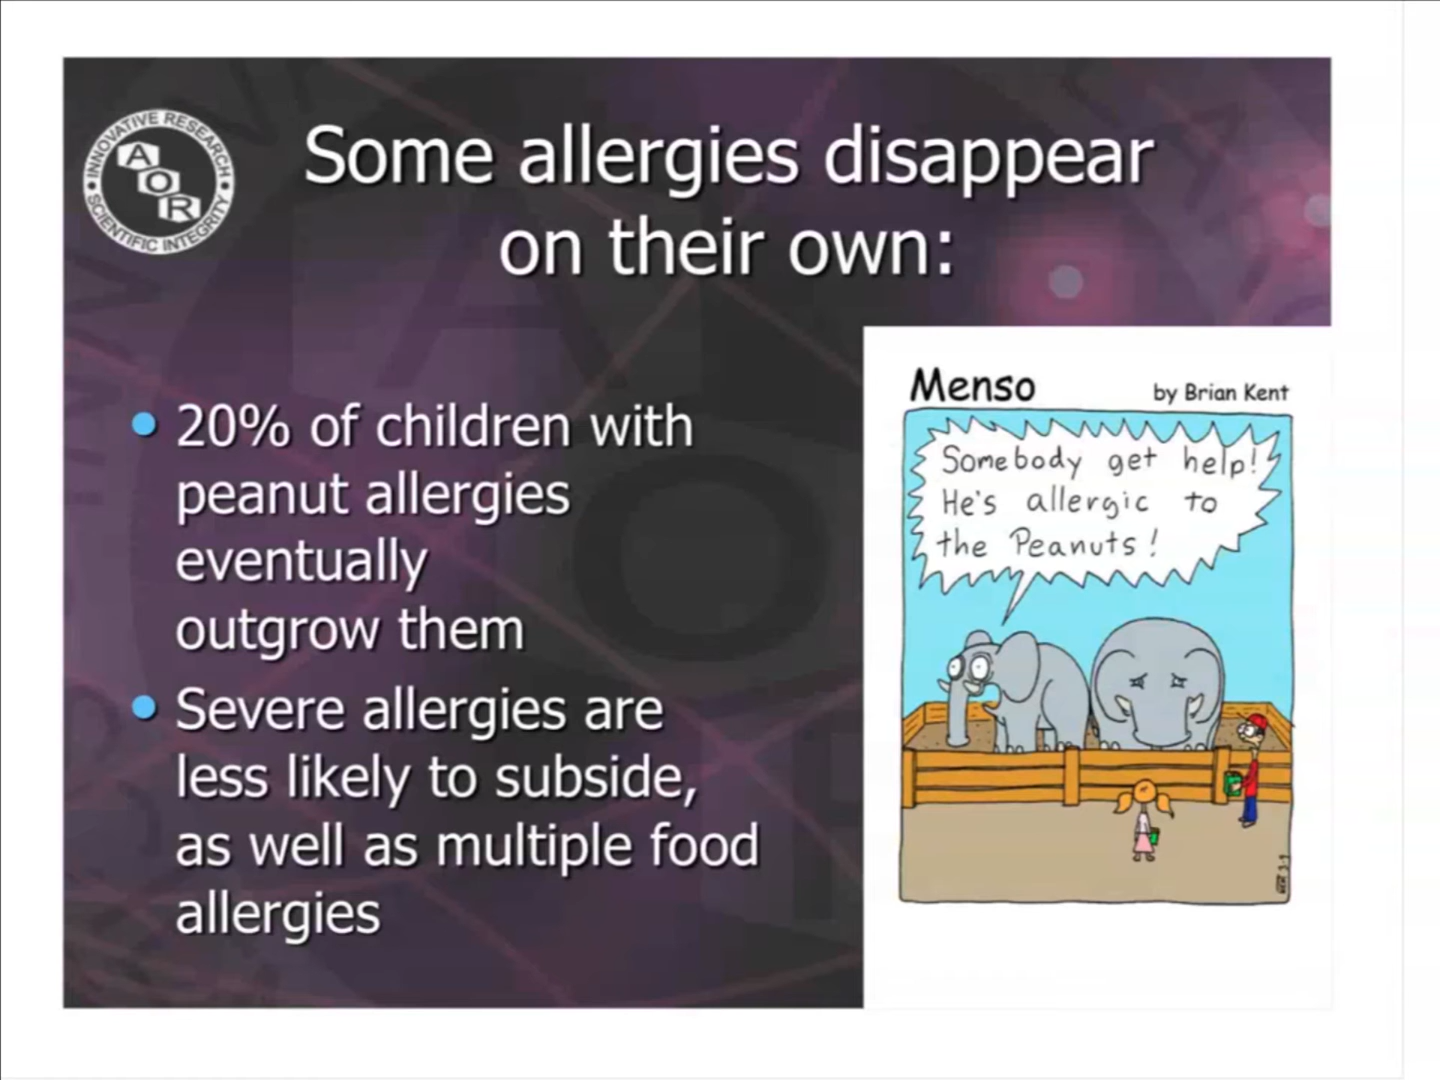 INNOVATIVE RESEARCH
AOR
SCIENTIFIC INTEGRITY
Some allergies disappear
on their own:
20% of children with
peanut allergies
eventually
outgrow them
Severe allergies are
less likely to subside,
as well as multiple food
allergies
Menso by Brian Kent
Somebody get help!
He's allergic to
the Peanuts!